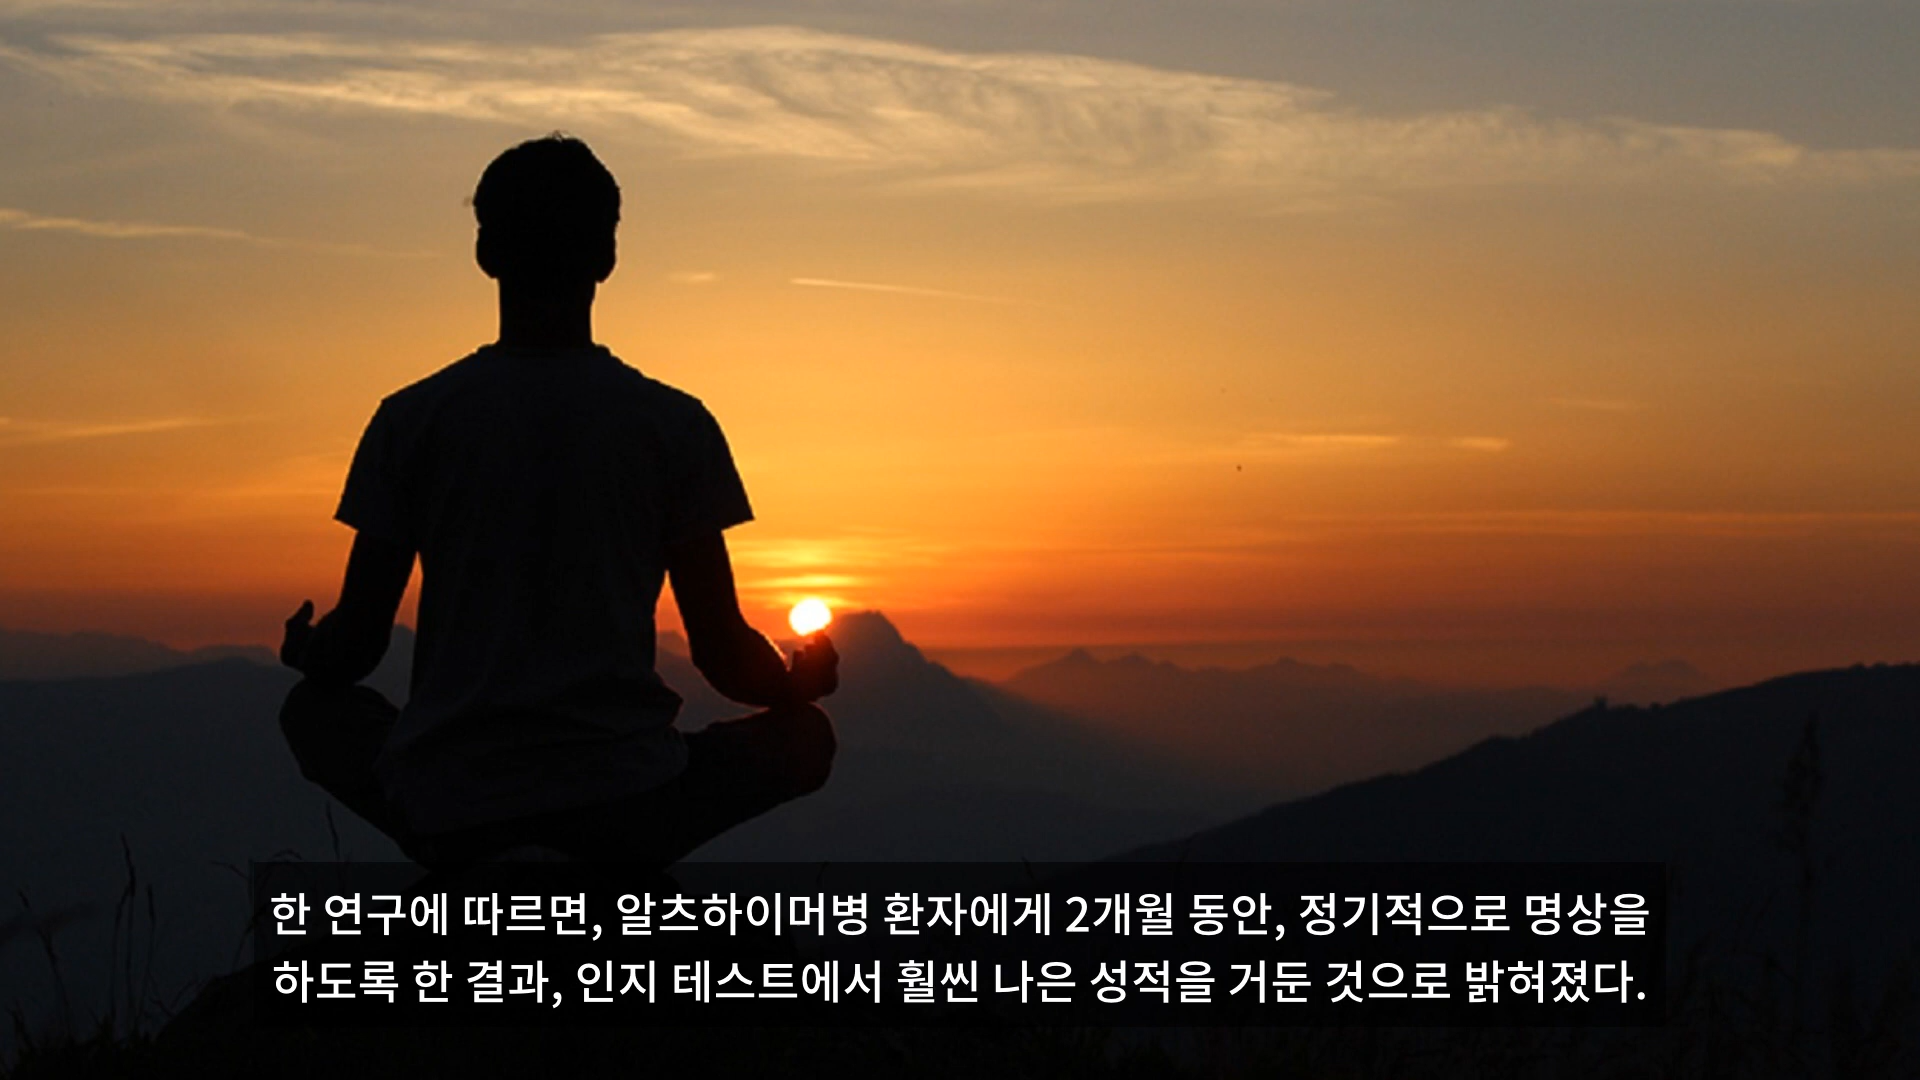 한 연구에 따르면, 알츠하이머병 환자에게 2개월 동안, 정기적으로 명상을
하도록 한 결과, 인지 테스트에서 훨씬 나은 성적을 거둔 것으로 밝혀졌다.